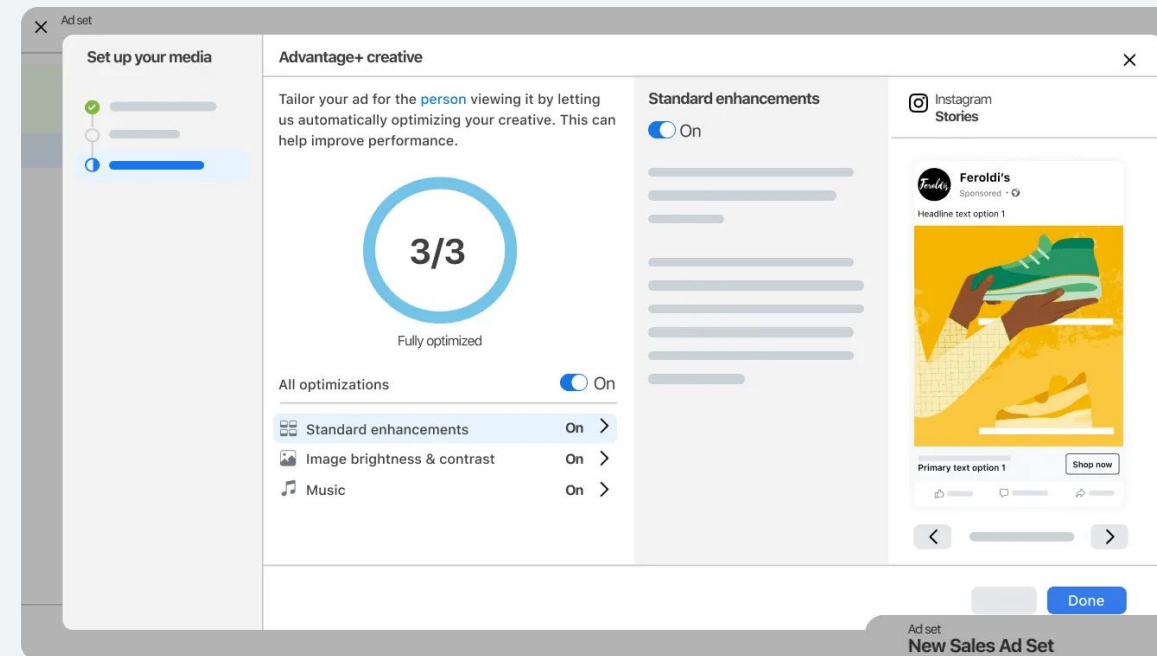 Ad set
Set up your media
Advantage+ creative
Tailor your ad for the person viewing it by letting
us automatically optimizing your creative. This can
help improve performance.
3/3
Fully optimized
All optimizations
On
Standard enhancements
On
Image brightness & contrast
On
Music
On
Standard enhancements
On
Instagram
Stories
Feroldi's
Feroldi's
Sponsored
Headline text option 1
Primary text option 1
Shop now
Done
Ad set
New Sales Ad Set